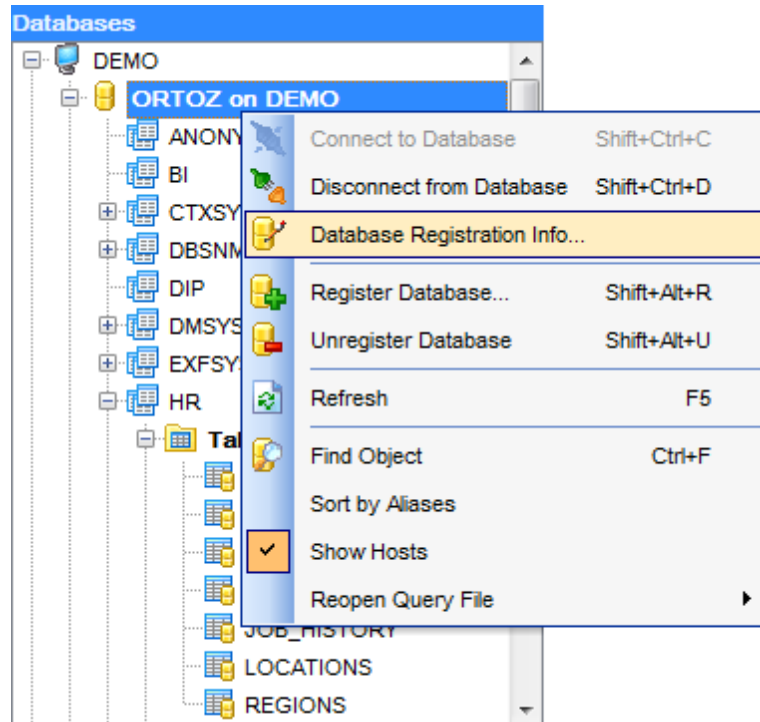 Databases
DEMO
ORTOZ on DEMO
ANONY
Connect to Database Shift+Ctrl+C
BI
Disconnect from Database Shift+Ctrl+D
CTXSY
Database Registration Info...
DBSNM
DIP
Register Database... Shift+Alt+R
DMSYS
Unregister Database Shift+Alt+U
EXFSY
HR
Refresh F5
Tal
Find Object Ctrl+F
Sort by Aliases
Show Hosts
Reopen Query File
JOB_HISTORY
LOCATIONS
REGIONS